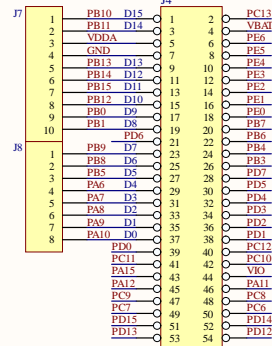 J7 J4
1 PB10 D15 1 2 PC13
2 PB11 D14 3 4 VBAT
3 VDDA 5 6 PE6
4 GND 7 8 PE5
5 PB13 D13 9 10 PE4
6 PB14 D12 11 12 PE3
7 PB15 D11 13 14 PE2
8 PB12 D10 15 16 PE1
9 PB0 D9 17 18 PE0
10 PB1 D8 19 20 PB7
J8 PD6 21 22 PB6
1 PB9 D7 23 24 PB4
2 PB8 D6 25 26 PB3
3 PB5 D5 27 28 PD7
4 PA6 D4 29 30 PD5
5 PA7 D3 31 32 PD4
6 PA8 D2 33 34 PD3
7 PA9 D1 35 36 PD2
8 PA10 D0 37 38 PD1
PD0 39 40 PC12
PC11 41 42 PC10
PA15 43 44 VIO
PA12 45 46 PA11
PC9 47 48 PC8
PC7 49 50 PC6
PD15 51 52 PD14
PD13 53 54 PD12